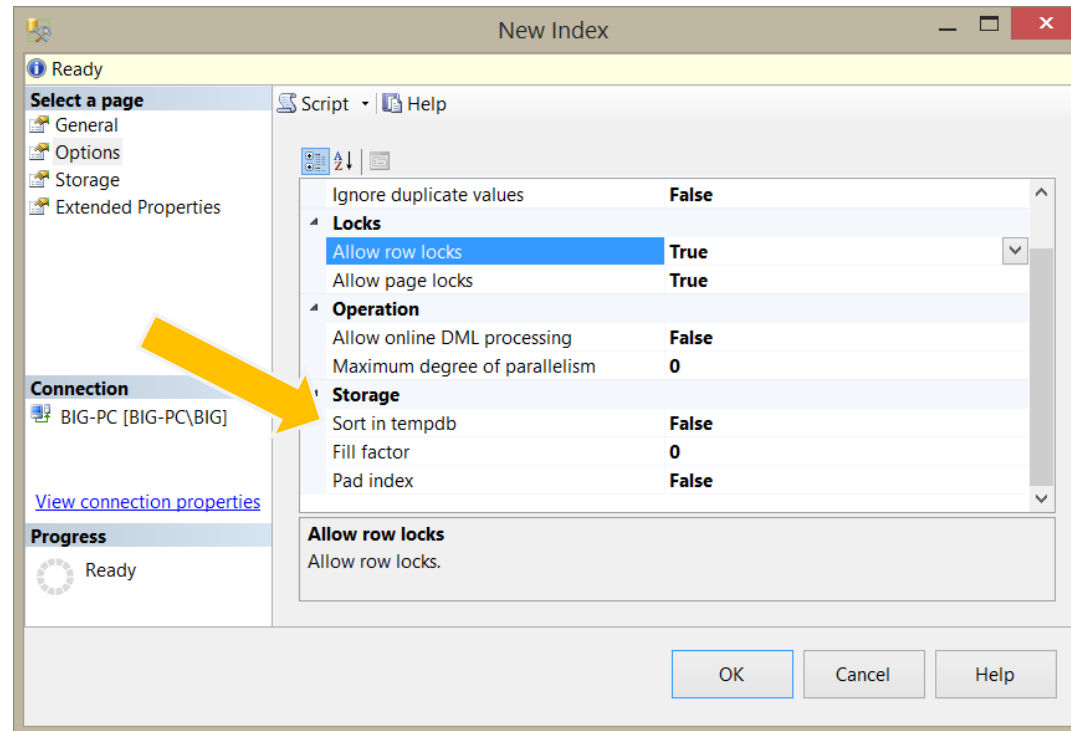 New Index
Ready
Select a page
General
Options
Storage
Extended Properties
Connection
BIG-PC [BIG-PC\BIG]
View connection properties
Progress
Ready
Script Help
Ignore duplicate values False
Locks
Allow row locks True
Allow page locks True
Operation
Allow online DML processing False
Maximum degree of parallelism 0
Storage
Sort in tempdb False
Fill factor 0
Pad index False
Allow row locks
Allow row locks.
OK Cancel Help